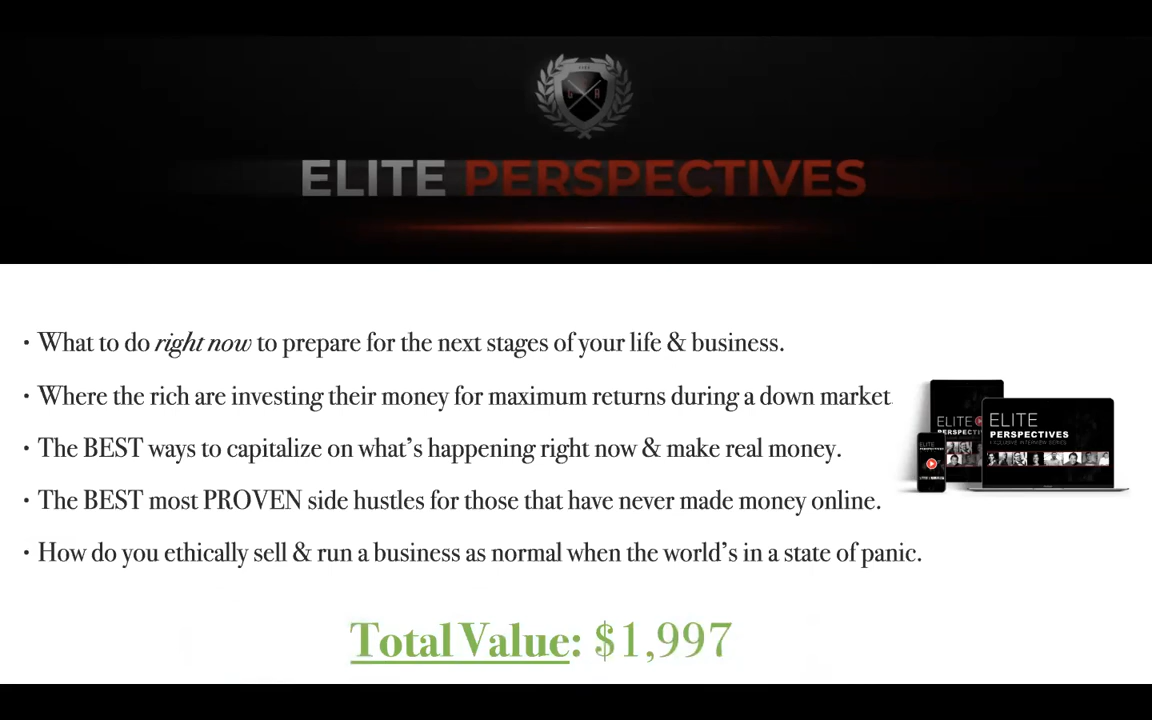 ELITE PERSPECTIVES
• What to do right now to prepare for the next stages of your life & business.
• Where the rich are investing their money for maximum returns during a down market
• The BEST ways to capitalize on what's happening right now & make real money.
• The BEST most PROVEN side hustles for those that have never made money online.
• How do you ethically sell & run a business as normal when the world's in a state of panic.
ELITE
PERSPECTIVES
Total Value: $1,997